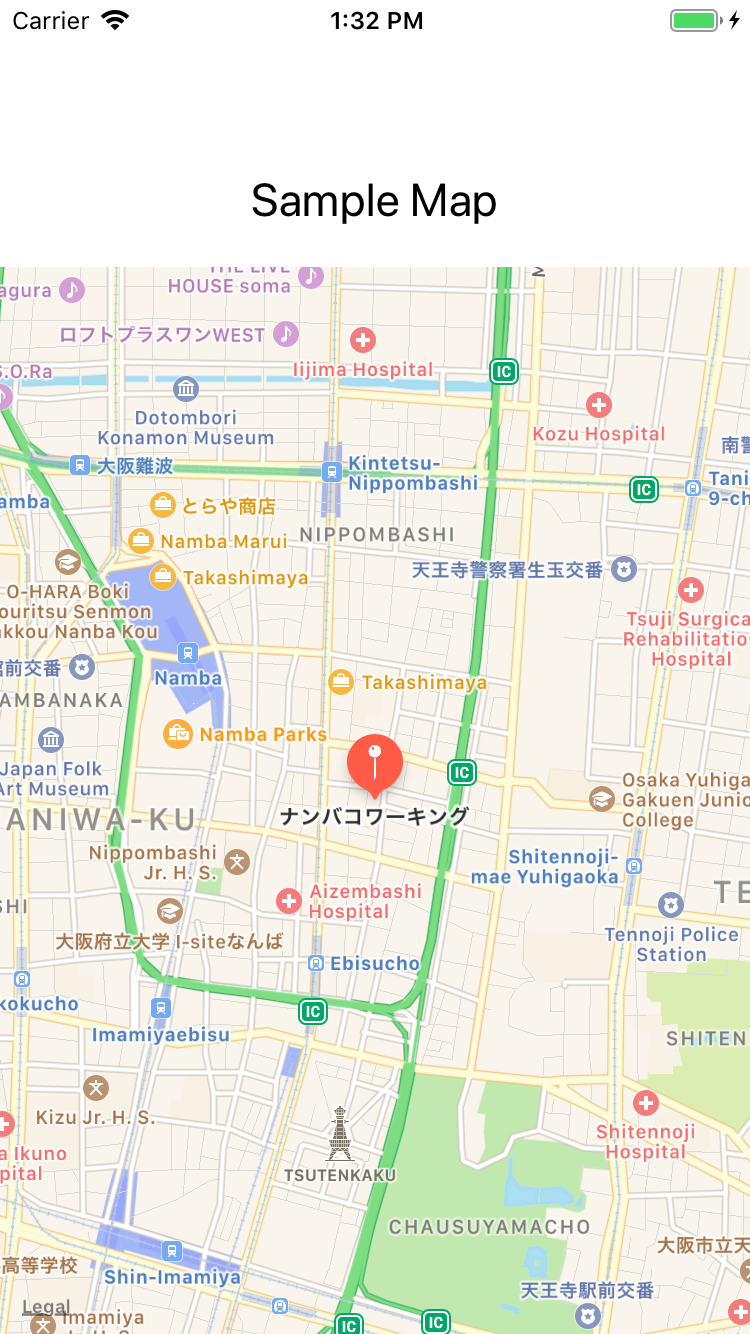 Carrier
1:32 PM
Sample Map
THE LIVE
HOUSE soma
agura
ロフトプラスワンWEST
Iijima Hospital
S.O.Ra
IC
Dotombori
Konamon Museum
Kozu Hospital
南警
大阪難波
Kintetsu-
Nippombashi
IC
Tani
9-ch
amba
とらや商店
Namba Marui
NIPPOMBASHI
Takashimaya
天王寺警察署生玉交番
O-HARA Boki
ouritsu Senmon
akkou Nanba Kou
Tsuji Surgica
Rehabilitation
Hospital
館前交番
Namba
Takashimaya
AMBANAKA
Namba Parks
Japan Folk
Art Museum
IC
Osaka Yuhiga
Gakuen Junio
College
ナンバコワーキング
ANIWA-KU
Nippombashi
Jr. H. S.
Shitennoji-
mae Yuhigaoka
TE
Aizembashi
Hospital
SHI
大阪府立大学 I-siteなんば
Tennoji Police
Station
Ebisucho
kokucho
IC
Imamiyaebisu
SHITEN
Kizu Jr. H. S.
Shitennoji
Hospital
a Ikuno
pital
TSUTENKAKU
CHAUSUYAMACHO
大阪市立天
高等学校
Shin-Imamiya
天王寺駅前交番
Legal
Imamiya
IC
IC